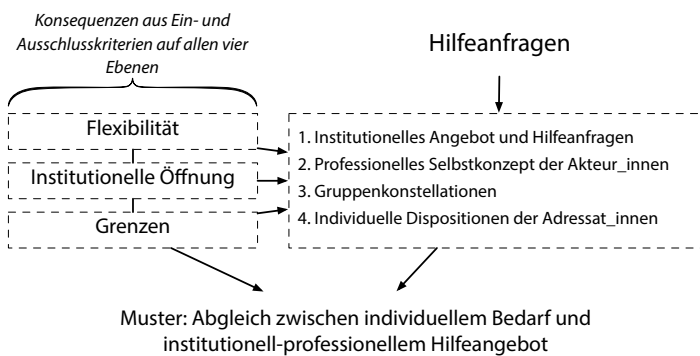 Konsequenzen aus Ein- und
Ausschlusskriterien auf allen vier
Ebenen
Hilfeanfragen
Flexibilität
Institutionelle Öffnung
Grenzen
1. Institutionelles Angebot und Hilfeanfragen
2. Professionelles Selbstkonzept der Akteur_innen
3. Gruppenkonstellationen
4. Individuelle Dispositionen der Adressat_innen
Muster: Abgleich zwischen individuellem Bedarf und
institutionell-professionellem Hilfeangebot